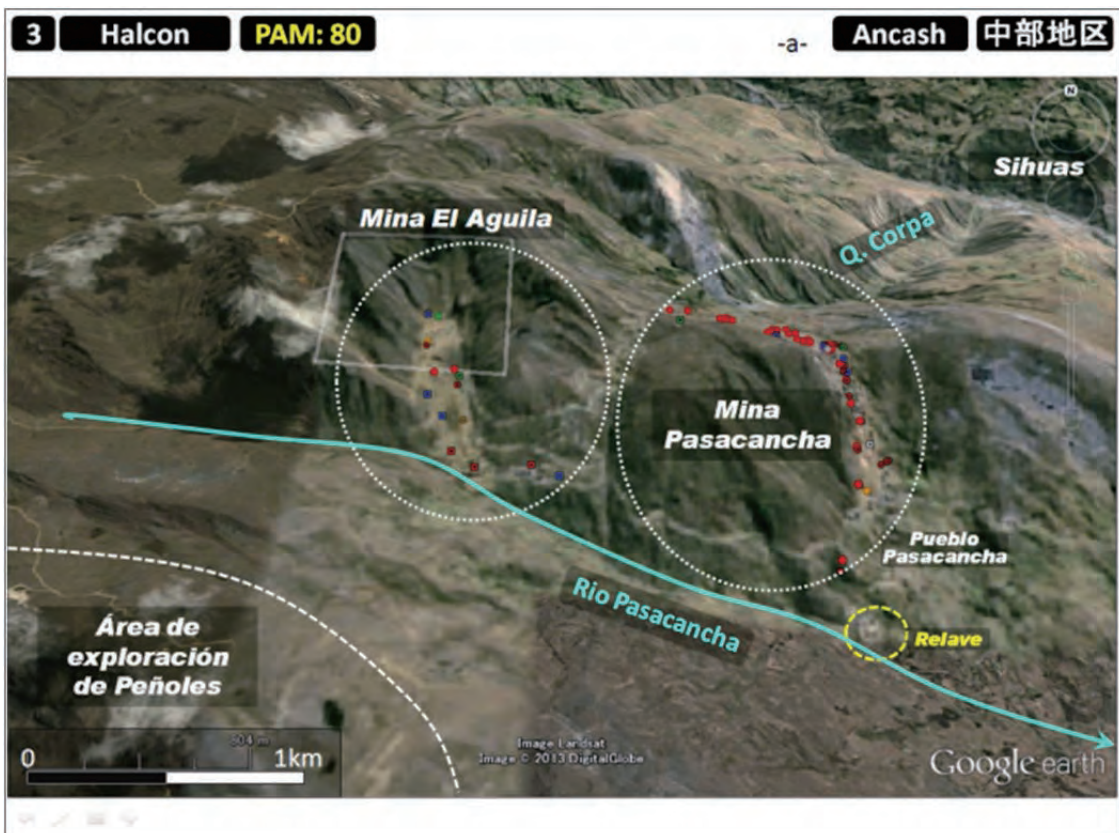 3 Halcon PAM: 80 -a- Ancash 中部地区
N
Sihuas
Mina El Aguila
Q. Corpa
Mina
Pasacancha
Pueblo
Pasacancha
Rio Pasacancha
Relave
Área de
exploración
de Peñoles
0 1km
Image Landsat
Image © 2013 DigitalGlobe
Google earth